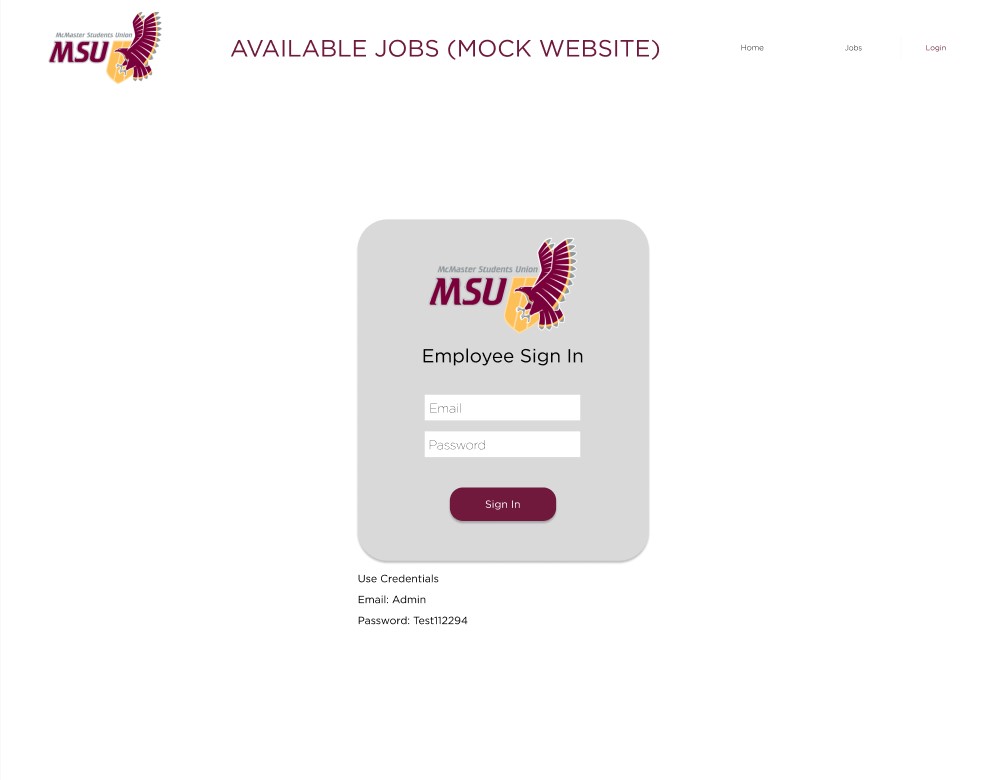 McMaster Students Union
MSU
AVAILABLE JOBS (MOCK WEBSITE)
Home
Jobs
Login
McMaster Students Union
MSU
Employee Sign In
Email
Password
Sign In
Use Credentials
Email: Admin
Password: Test112294